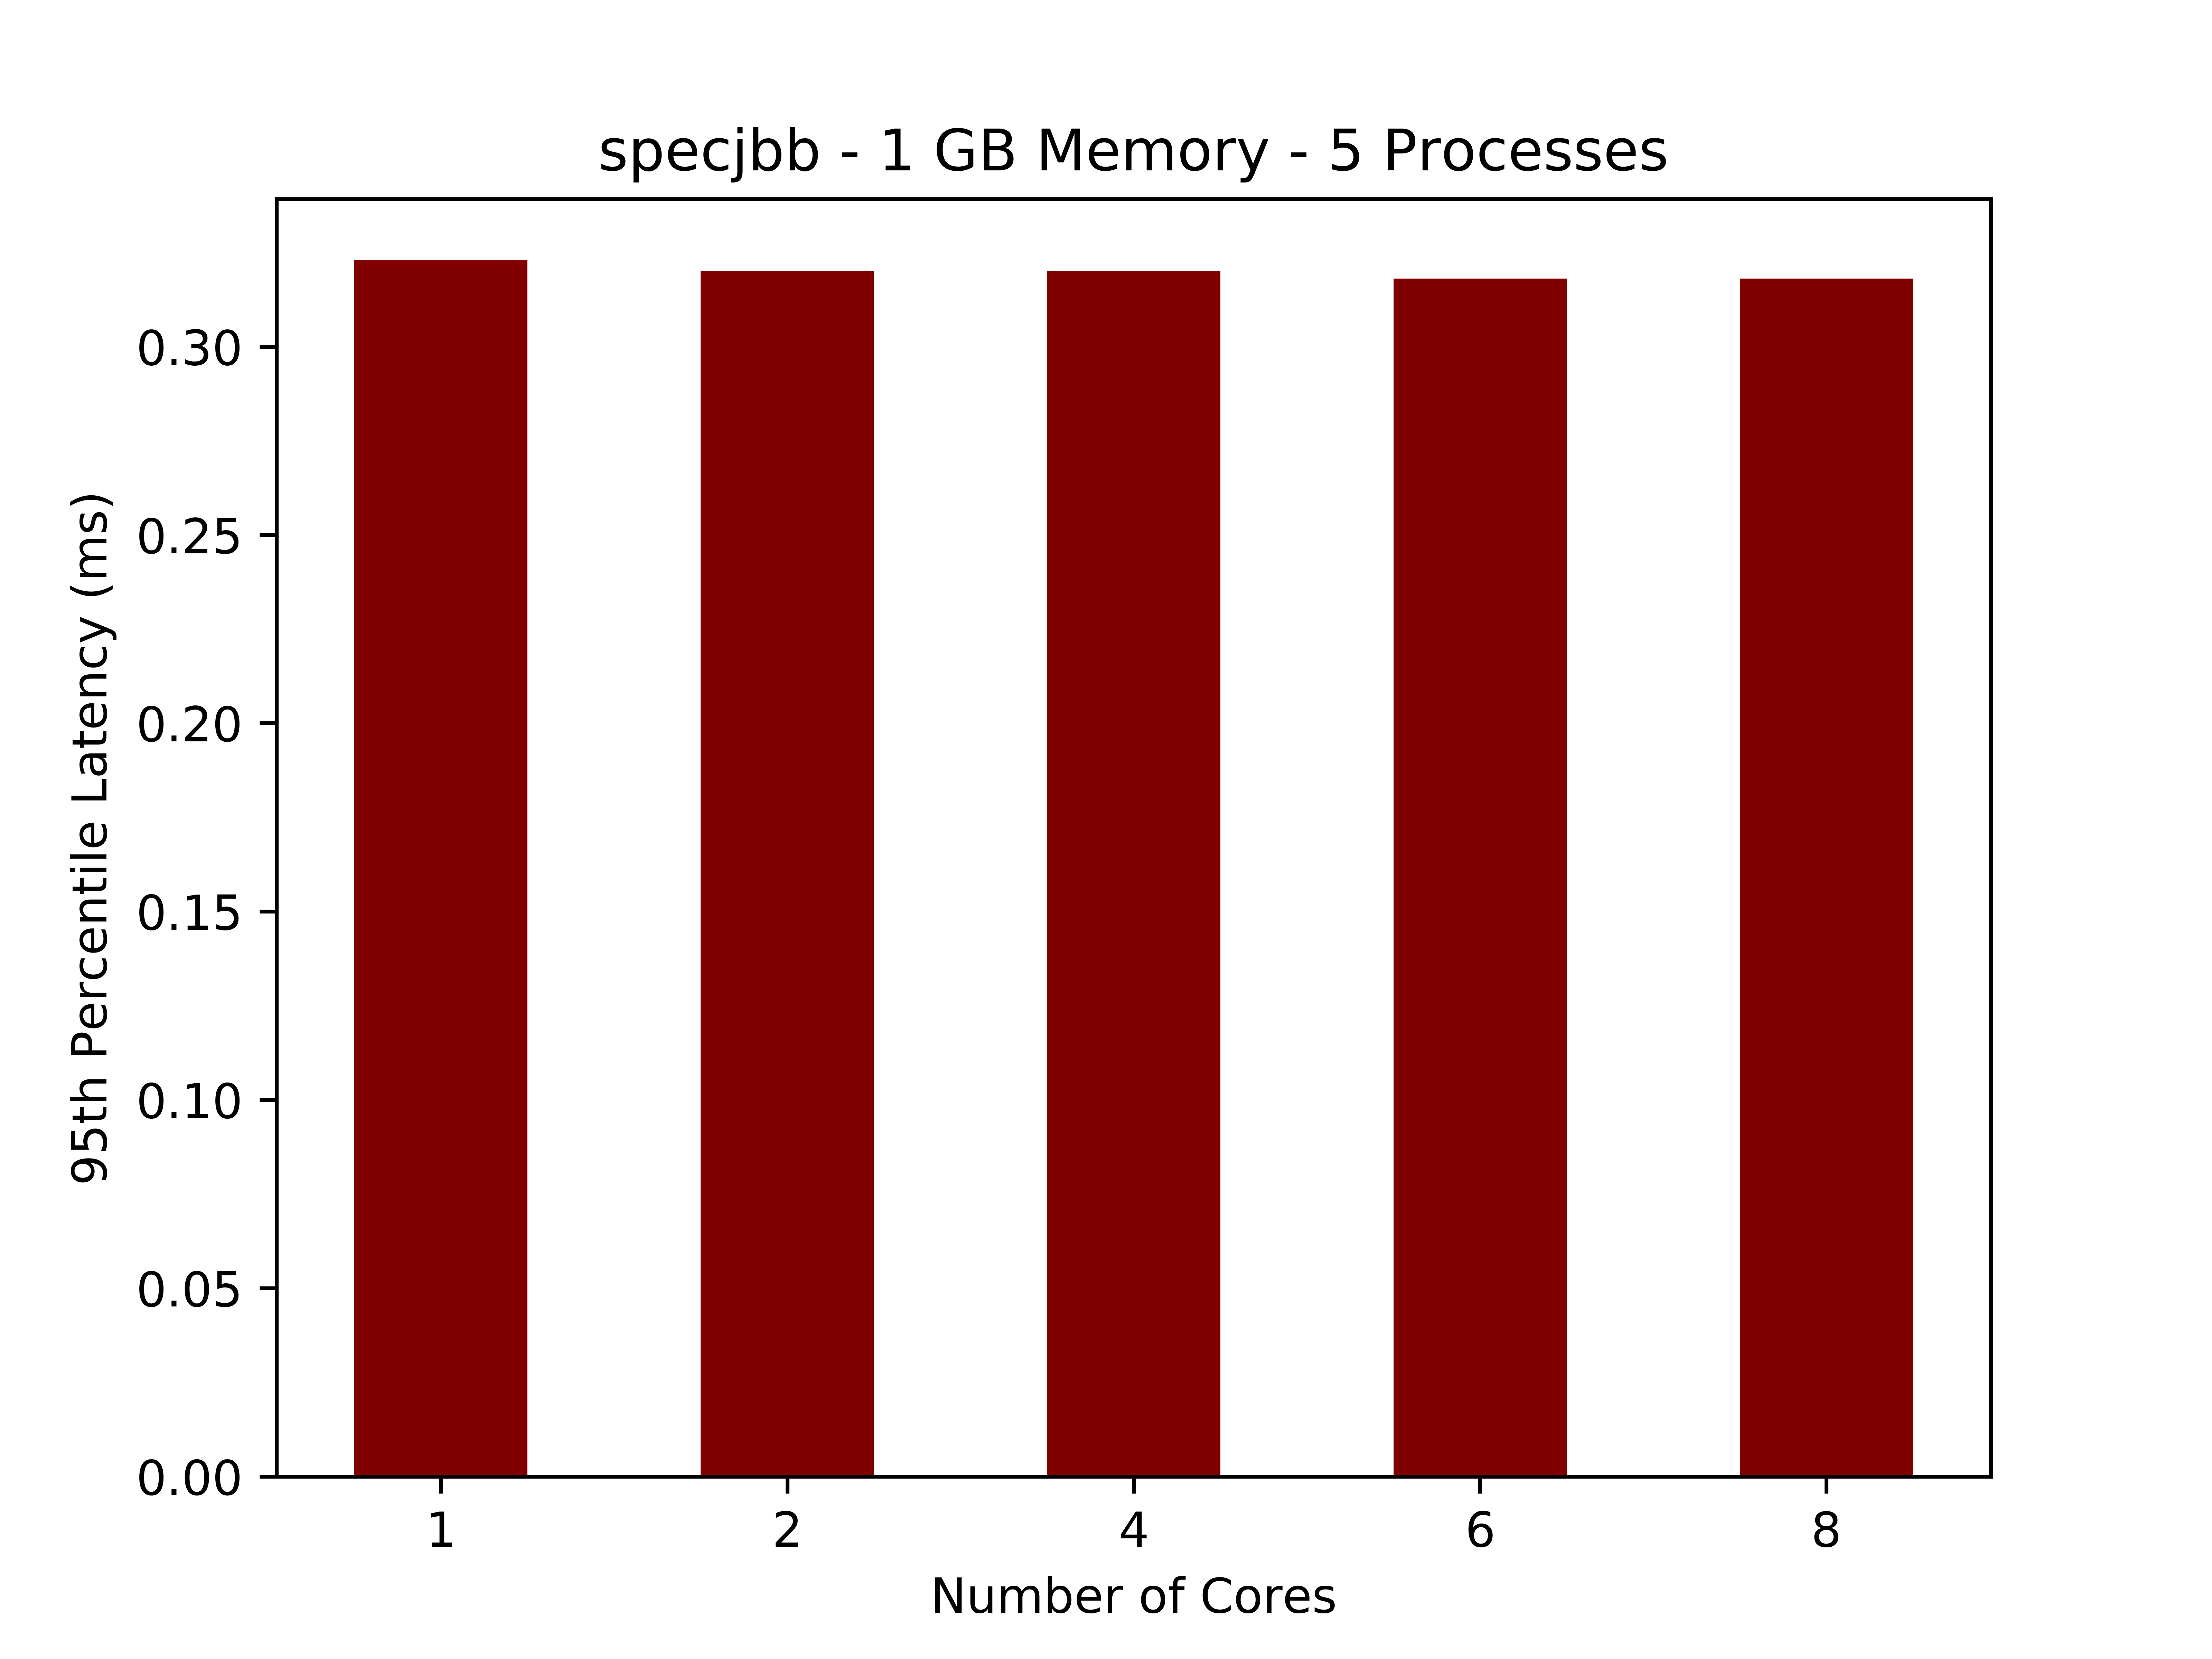 specjbb - 1 GB Memory - 5 Processes
95th Percentile Latency (ms)
0.30
0.25
0.20
0.15
0.10
0.05
0.00
1 2 4 6 8
Number of Cores